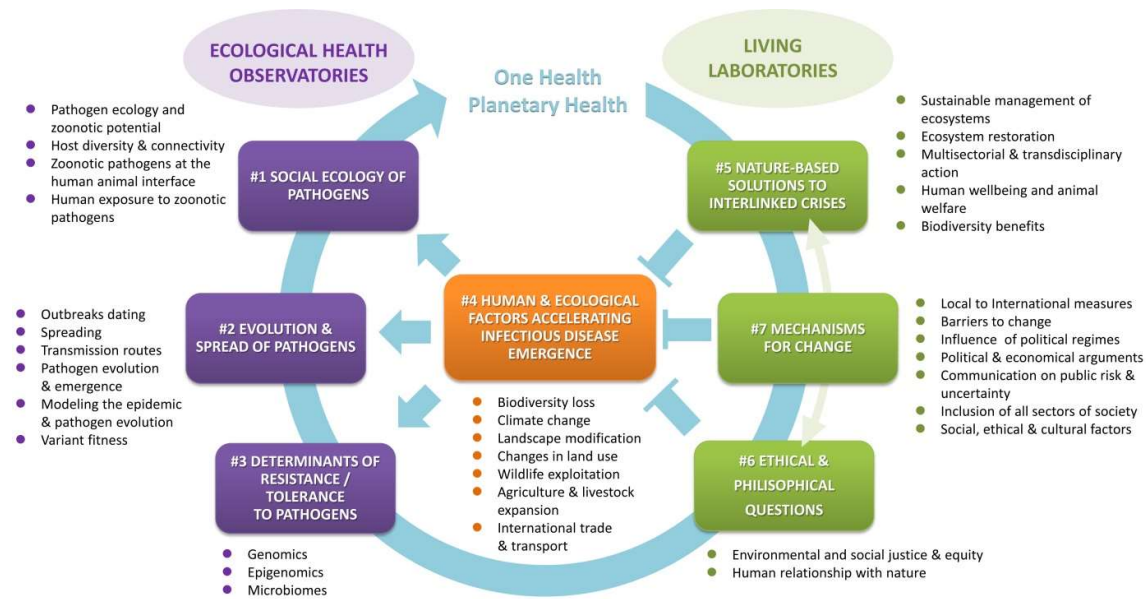 ECOLOGICAL HEALTH
OBSERVATORIES
LIVING
LABORATORIES
One Health
Planetary Health
● Pathogen ecology and
zoonotic potential
● Host diversity & connectivity
● Zoonotic pathogens at the
human animal interface
● Human exposure to zoonotic
pathogens
#1 SOCIAL ECOLOGY OF
PATHOGENS
#5 NATURE-BASED
SOLUTIONS TO
INTERLINKED CRISES
● Sustainable management of
ecosystems
● Ecosystem restoration
● Multisectorial & transdisciplinary
action
● Human wellbeing and animal
welfare
● Biodiversity benefits
● Outbreaks dating
● Spreading
● Transmission routes
● Pathogen evolution
& emergence
● Modeling the epidemic
& pathogen evolution
● Variant fitness
#2 EVOLUTION &
SPREAD OF PATHOGENS
#4 HUMAN & ECOLOGICAL
FACTORS ACCELERATING
INFECTIOUS DISEASE
EMERGENCE
● Biodiversity loss
● Climate change
● Landscape modification
● Changes in land use
● Wildlife exploitation
● Agriculture & livestock
expansion
● International trade
& transport
#7 MECHANISMS
FOR CHANGE
● Local to International measures
● Barriers to change
● Influence of political regimes
● Political & economical arguments
● Communication on public risk &
uncertainty
● Inclusion of all sectors of society
● Social, ethical & cultural factors
#3 DETERMINANTS OF
RESISTANCE /
TOLERANCE
TO PATHOGENS
● Genomics
● Epigenomics
● Microbiomes
#6 ETHICAL &
PHILISOPHICAL
QUESTIONS
● Environmental and social justice & equity
● Human relationship with nature